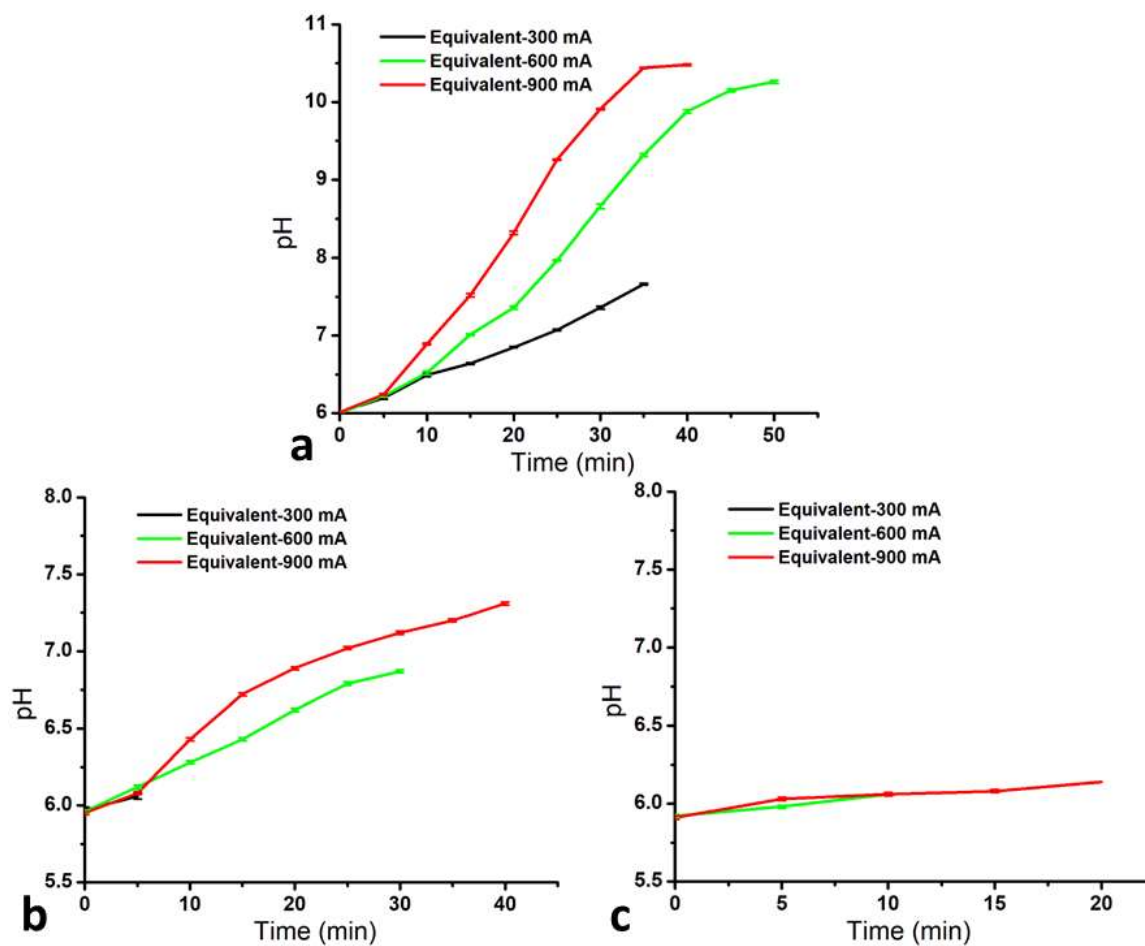 11
10
9
8
7
6
pH
Equivalent-300 mA
Equivalent-600 mA
Equivalent-900 mA
0 10 20 30 40 50
Time (min)
a
8.0
7.5
7.0
6.5
6.0
5.5
pH
Equivalent-300 mA
Equivalent-600 mA
Equivalent-900 mA
0 10 20 30 40
Time (min)
b
8.0
7.5
7.0
6.5
6.0
5.5
pH
Equivalent-300 mA
Equivalent-600 mA
Equivalent-900 mA
0 5 10 15 20
Time (min)
c